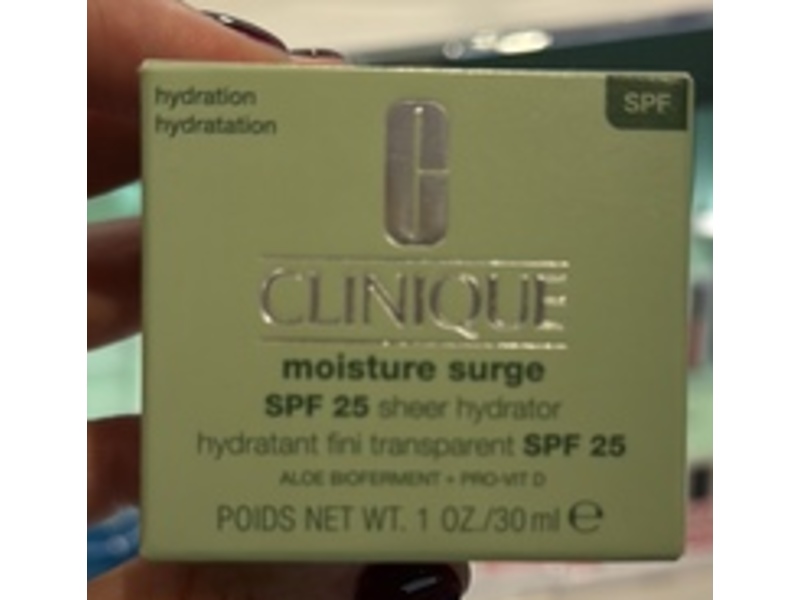 hydration
hydratation
SPF
CLINIQUE
moisture surge
SPF 25 sheer hydrator
hydratant fini transparent SPF 25
ALOE BIOFERMENT + PRO-VIT D
POIDS NET WT. 1 OZ./30 ml ℮